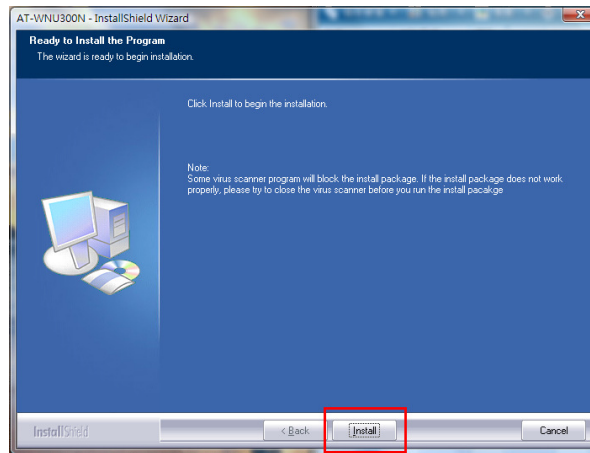 AT-WNU300N - InstallShield Wizard
Ready to Install the Program
The wizard is ready to begin installation.
Click Install to begin the installation.
Note:
Some virus scanner program will block the install package. If the install package does not work
properly, please try to close the virus scanner before you run the install pacakge
InstallShield
< Back
Install
Cancel